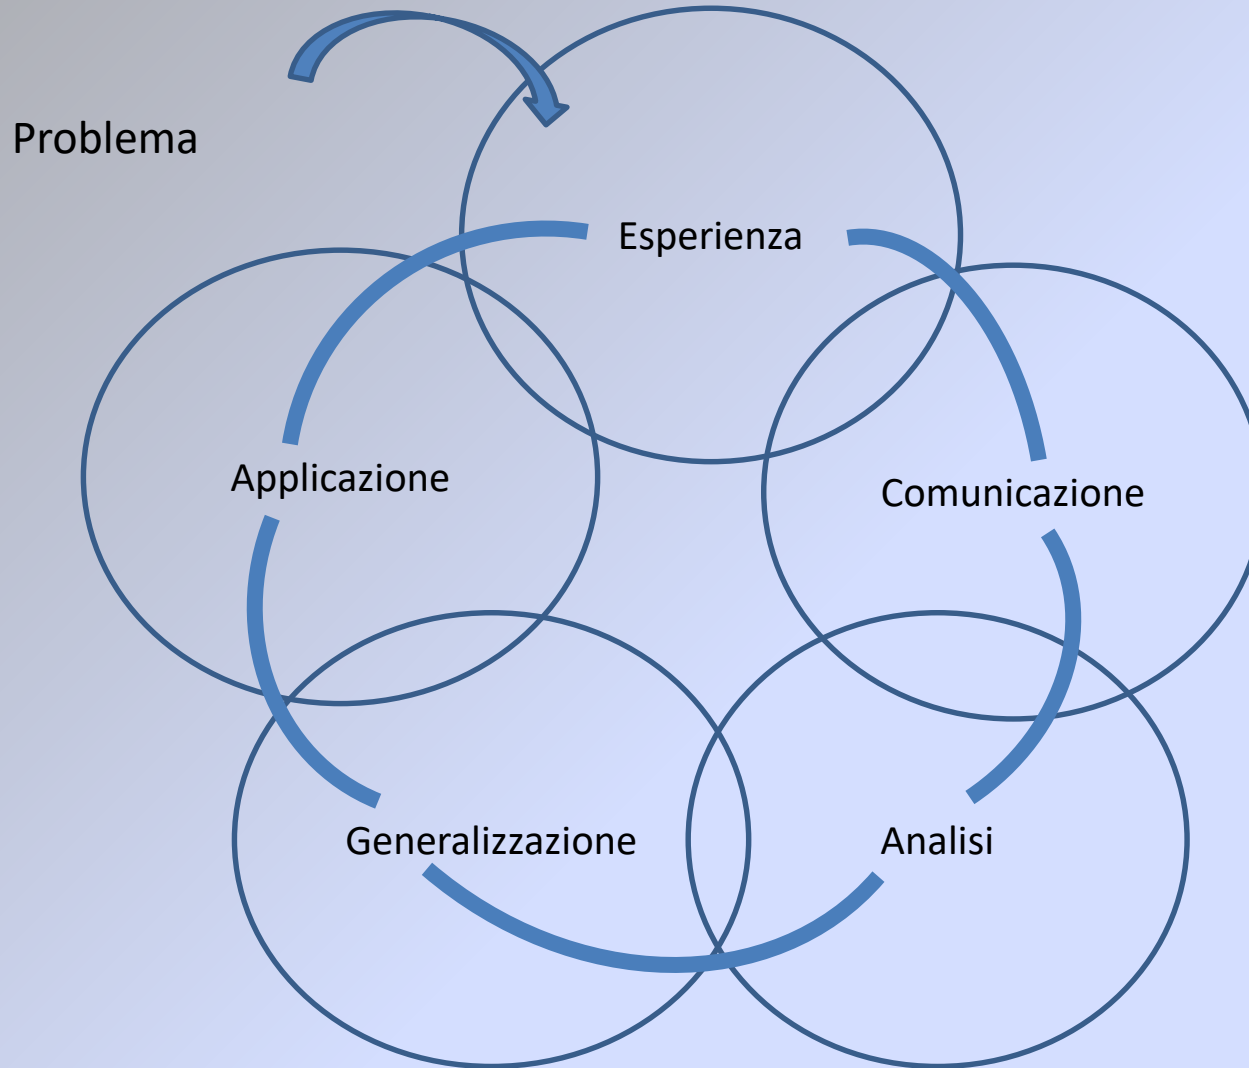 Problema
Esperienza
Applicazione
Comunicazione
Generalizzazione
Analisi